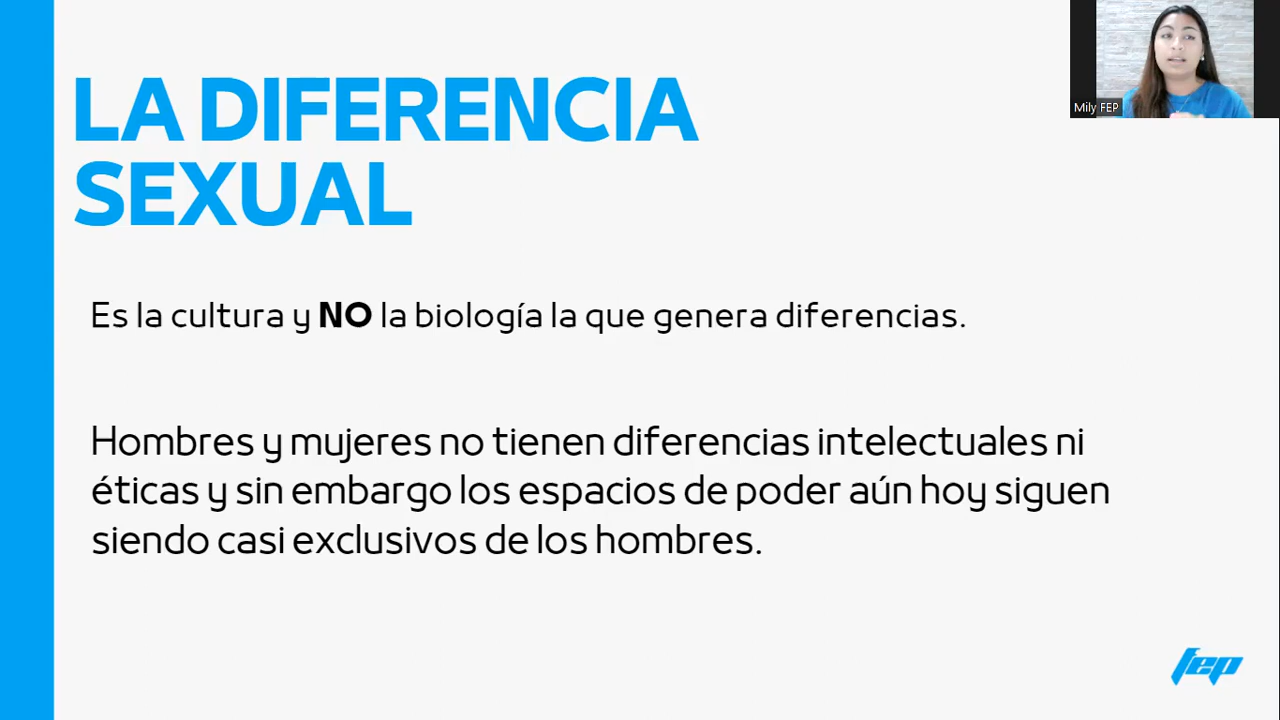 LA DIFERENCIA
SEXUAL
Mily FEP
Es la cultura y NO la biología la que genera diferencias.
Hombres y mujeres no tienen diferencias intelectuales ni
éticas y sin embargo los espacios de poder aún hoy siguen
siendo casi exclusivos de los hombres.
fep